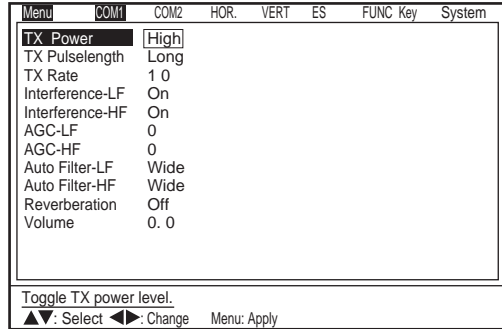 Menu COM1 COM2 HOR. VERT ES FUNC Key System
TX Power High
TX Pulselength Long
TX Rate 1 0
Interference-LF On
Interference-HF On
AGC-LF 0
AGC-HF 0
Auto Filter-LF Wide
Auto Filter-HF Wide
Reverberation Off
Volume 0. 0
Toggle TX power level.
▲▼: Select ◀▶: Change Menu: Apply